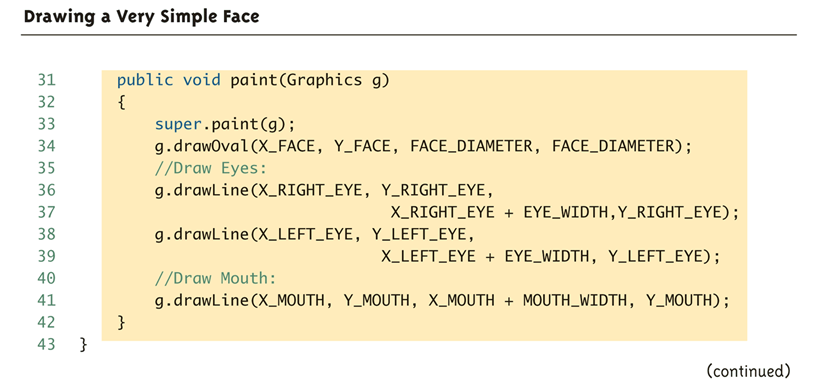 Drawing a Very Simple Face
31 public void paint(Graphics g)
32 {
33 super.paint(g);
34 g.drawOval(X_FACE, Y_FACE, FACE_DIAMETER, FACE_DIAMETER);
35 //Draw Eyes:
36 g.drawLine(X_RIGHT_EYE, Y_RIGHT_EYE,
37 X_RIGHT_EYE + EYE_WIDTH,Y_RIGHT_EYE);
38 g.drawLine(X_LEFT_EYE, Y_LEFT_EYE,
39 X_LEFT_EYE + EYE_WIDTH, Y_LEFT_EYE);
40 //Draw Mouth:
41 g.drawLine(X_MOUTH, Y_MOUTH, X_MOUTH + MOUTH_WIDTH, Y_MOUTH);
42 }
43 }
(continued)